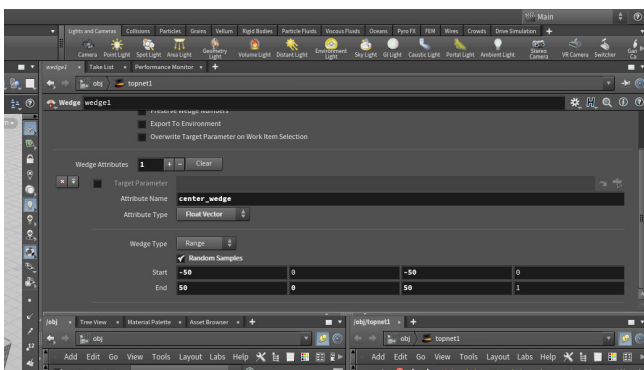 Main
Lights and Cameras Collisions Particles Grains Vellum Rigid Bodies Particle Fluids Viscous Fluids Oceans Pyro FX FEM Wires Crowds Drive Simulation +
Camera Point Light Spot Light Area Light Geometry Light Volume Light Distant Light Environment Light Sky Light GI Light Caustic Light Portal Light Ambient Light Stereo Camera VR Camera Switcher
wedge1 × Take List × Performance Monitor × +
obj topnet1
Wedge wedge1
Preserve Wedge Numbers
Export To Environment
Overwrite Target Parameter on Work Item Selection
Wedge Attributes 1 + − Clear
Target Parameter
Attribute Name center_wedge
Attribute Type Float Vector
Wedge Type Range
Random Samples
Start -50 0 -50 0
End 50 0 50 1
/obj × Tree View × Material Palette × Asset Browser × + /obj/topnet1 × +
obj obj topnet1
Add Edit Go View Tools Layout Labs Help Add Edit Go View Tools Layout Labs Help